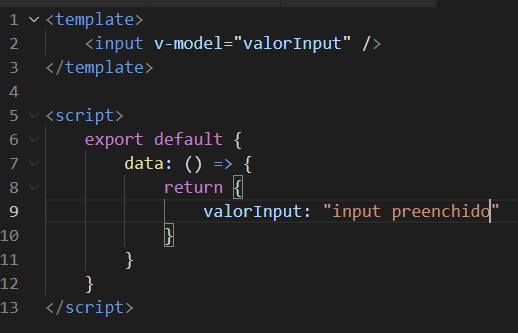 1 <template>
2     <input v-model="valorInput" />
3 </template>
4
5 <script>
6     export default {
7         data: () => {
8             return {
9                 valorInput: "input preenchido"
10             }
11         }
12     }
13 </script>